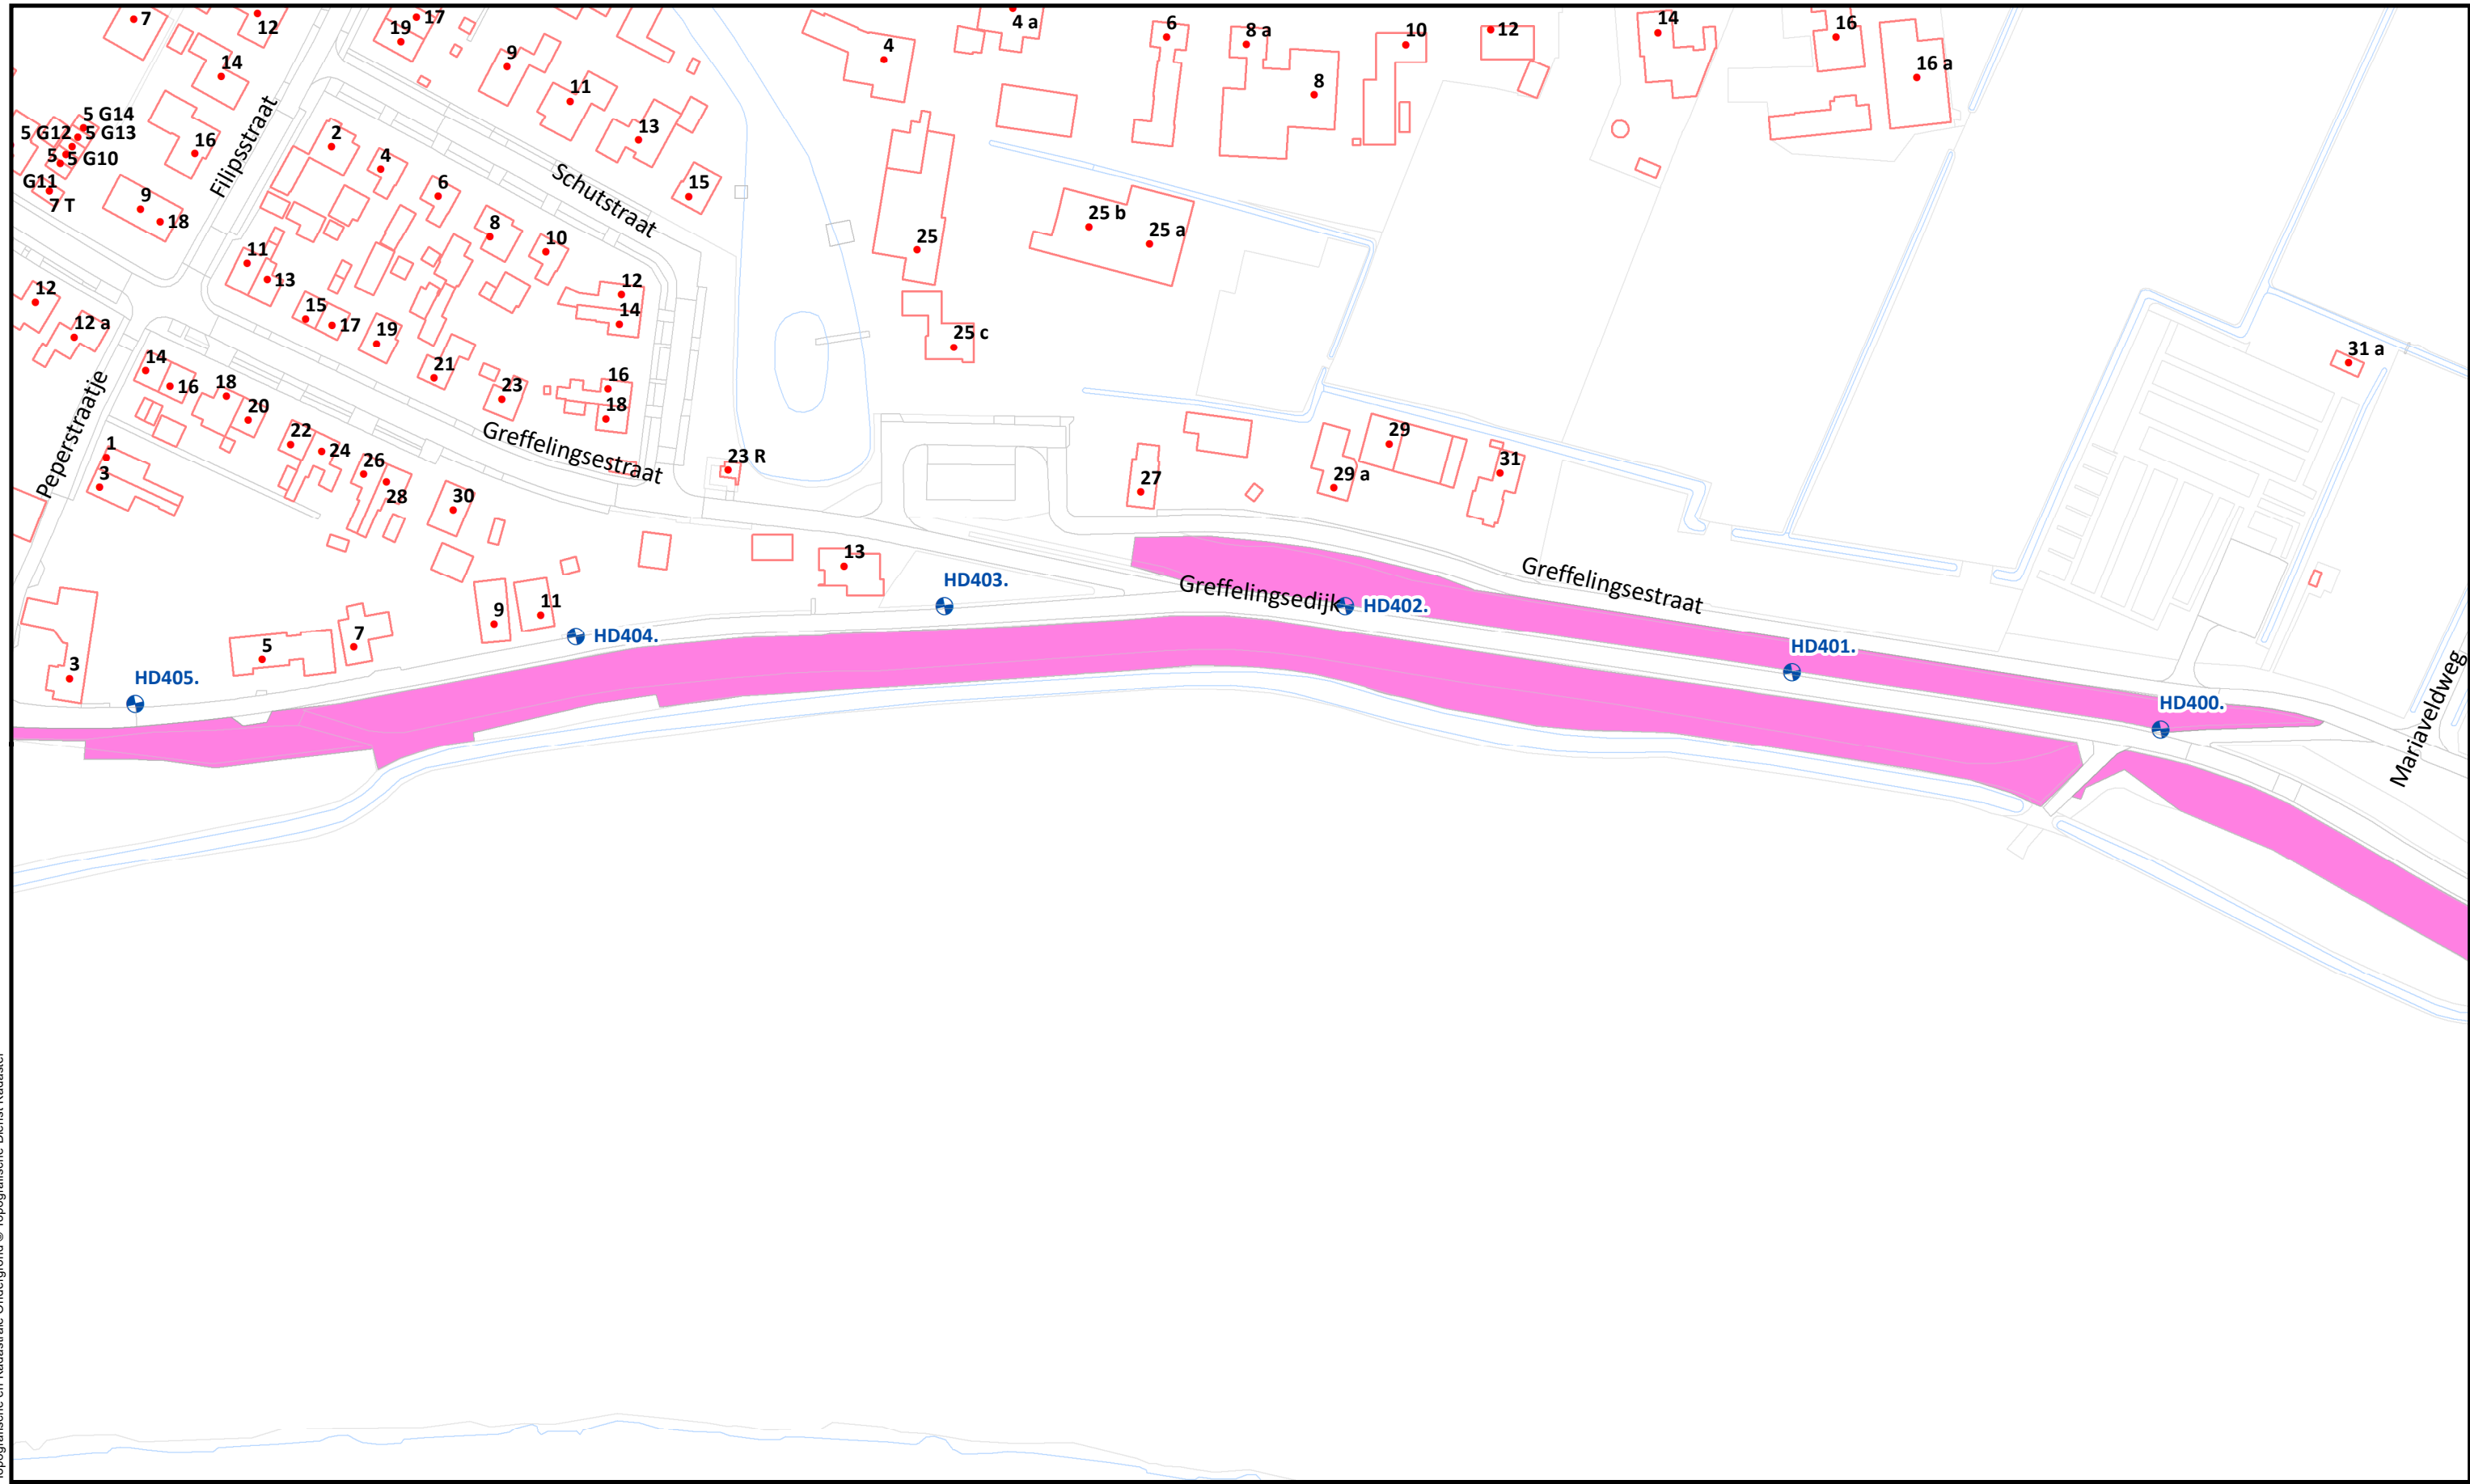 7
12
19
17
4 a
6
8 a
10
12
14
16
14
9
4
8
16 a
11
5 G14
5 G12
5 G13
5
5 G10
16
2
13
G11
7 T
9
18
Filipsstraat
4
6
Schutstraat
15
8
10
25 b
25 a
25
11
13
12
12
14
15
17
19
12 a
25 c
31 a
14
16
18
20
21
23
16
18
Peperstraatje
1
3
22
24
26
28
30
Greffelingsestraat
23 R
27
29
29 a
31
13
HD403.
Greffelingsedijk
HD402.
Greffelingsestraat
9
11
HD404.
5
7
3
HD405.
HD401.
HD400.
Mariaveldweg